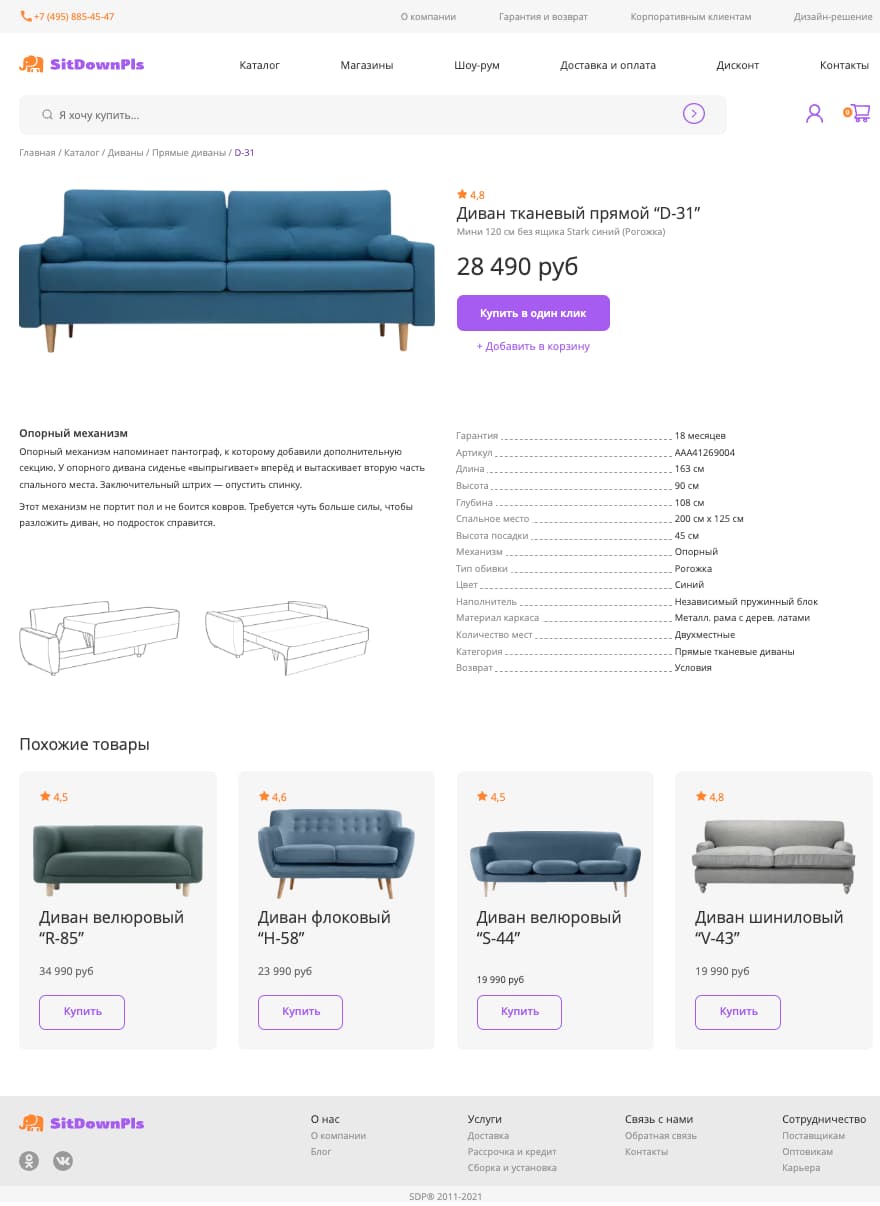 +7 (495) 885-45-47
О компании
Гарантия и возврат
Корпоративным клиентам
Дизайн-решение
SitDownPls
Каталог
Магазины
Шоу-рум
Доставка и оплата
Дисконт
Контакты
Я хочу купить...
0
Главная / Каталог / Диваны / Прямые диваны / D-31
4,8
Диван тканевый прямой “D-31”
Мини 120 см без ящика Stark синий (Рогожка)
28 490 руб
Купить в один клик
+ Добавить в корзину
Опорный механизм
Опорный механизм напоминает пантограф, к которому добавили дополнительную
секцию. У опорного дивана сиденье «выпрыгивает» вперёд и вытаскивает вторую часть
спального места. Заключительный штрих — опустить спинку.
Этот механизм не портит пол и не боится ковров. Требуется чуть больше силы, чтобы
разложить диван, но подросток справится.
Гарантия 18 месяцев
Артикул AAA41269004
Длина 163 см
Высота 90 см
Глубина 108 см
Спальное место 200 см х 125 см
Высота посадки 45 см
Механизм Опорный
Тип обивки Рогожка
Цвет Синий
Наполнитель Независимый пружинный блок
Материал каркаса Металл. рама с дерев. латами
Количество мест Двухместные
Категория Прямые тканевые диваны
Возврат Условия
Похожие товары
4,5
Диван велюровый
“R-85”
34 990 руб
Купить
4,6
Диван флоковый
“H-58”
23 990 руб
Купить
4,5
Диван велюровый
“S-44”
19 990 руб
Купить
4,8
Диван шиниловый
“V-43”
19 990 руб
Купить
SitDownPls
О нас
О компании
Блог
Услуги
Доставка
Рассрочка и кредит
Сборка и установка
Связь с нами
Обратная связь
Контакты
Сотрудничество
Поставщикам
Оптовикам
Карьера
SDP® 2011-2021